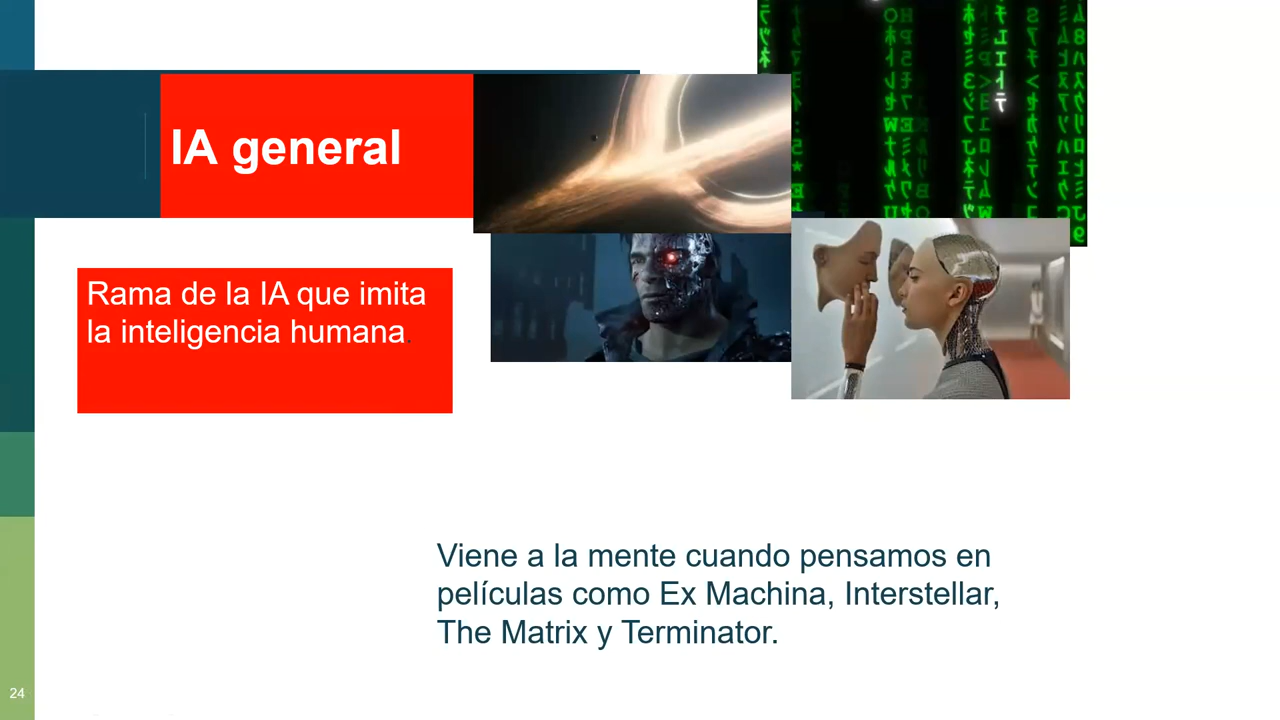 IA general
Rama de la IA que imita
la inteligencia humana.
Viene a la mente cuando pensamos en
películas como Ex Machina, Interstellar,
The Matrix y Terminator.
24